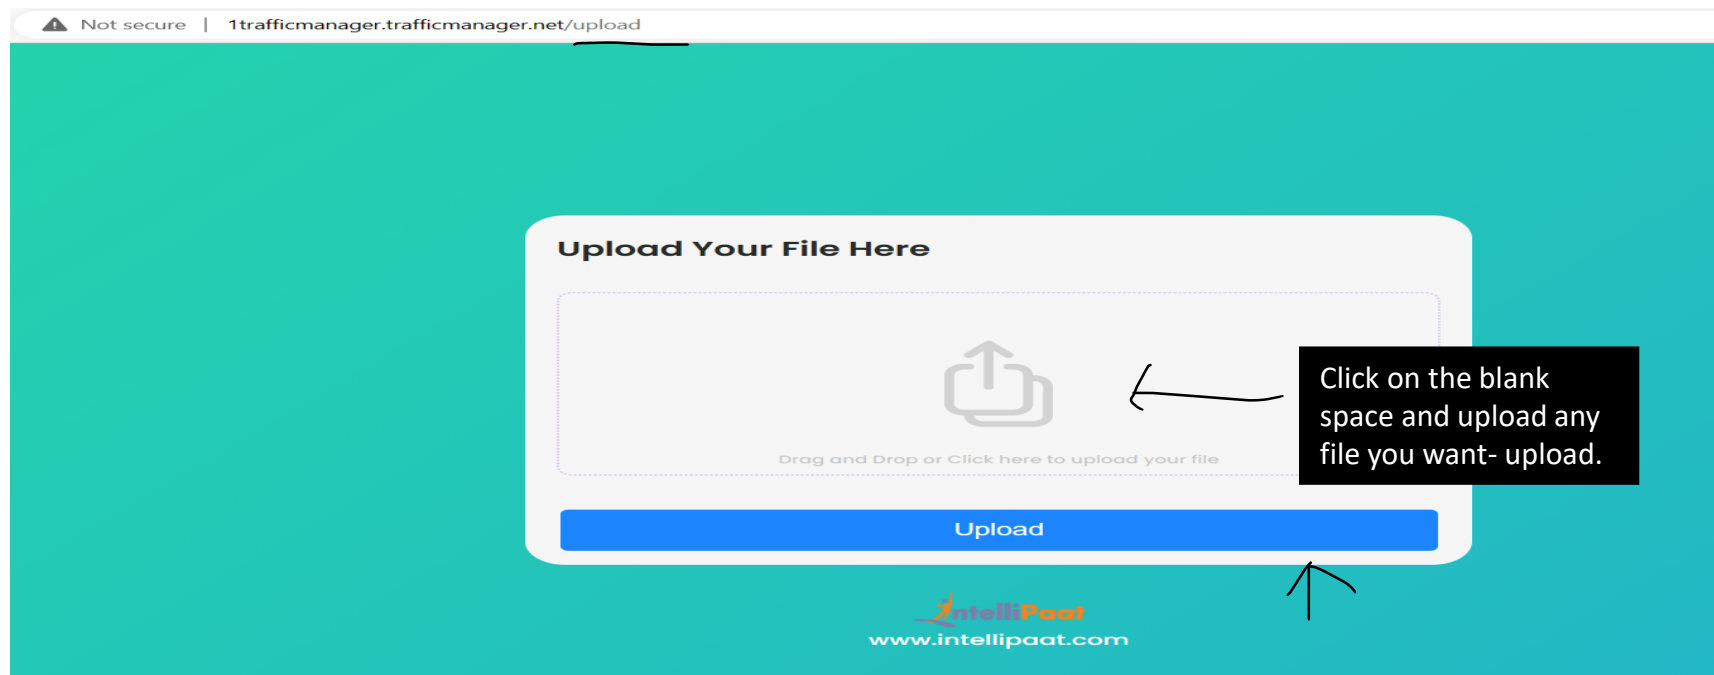 Not secure | 1trafficmanager.trafficmanager.net/upload
Upload Your File Here
Drag and Drop or Click here to upload your file
Click on the blank
space and upload any
file you want- upload.
Upload
IntelliPaat
www.intellipaat.com